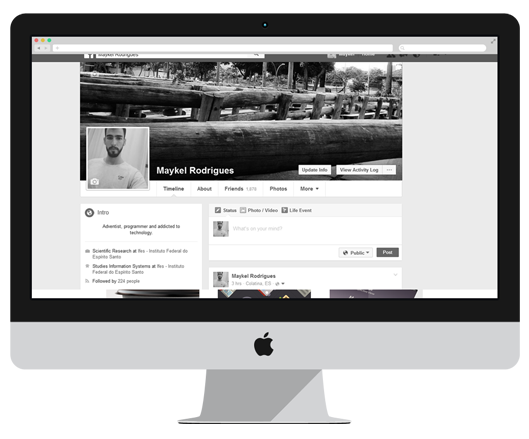 Maykel Rodrigues
Maykel Rodrigues
Update Info
View Activity Log
Timeline
About
Friends 1,678
Photos
More
Intro
Adventist, programmer and addicted to
technology.
Scientific Research at Ifes - Instituto Federal do
Espírito Santo
Studies Information Systems at Ifes - Instituto
Federal do Espírito Santo
Followed by 224 people
Status
Photo / Video
Life Event
What's on your mind?
Public
Post
Maykel Rodrigues
3 hrs · Colatina, ES